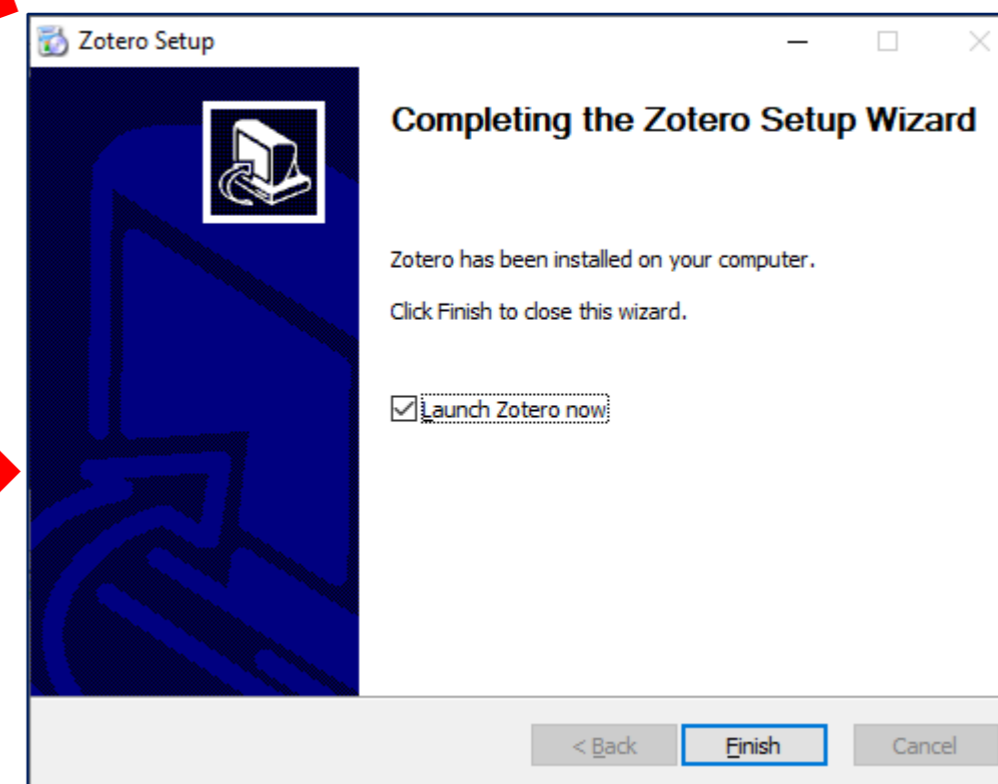 Zotero Setup
Completing the Zotero Setup Wizard
Zotero has been installed on your computer.
Click Finish to close this wizard.
Launch Zotero now
< Back Finish Cancel